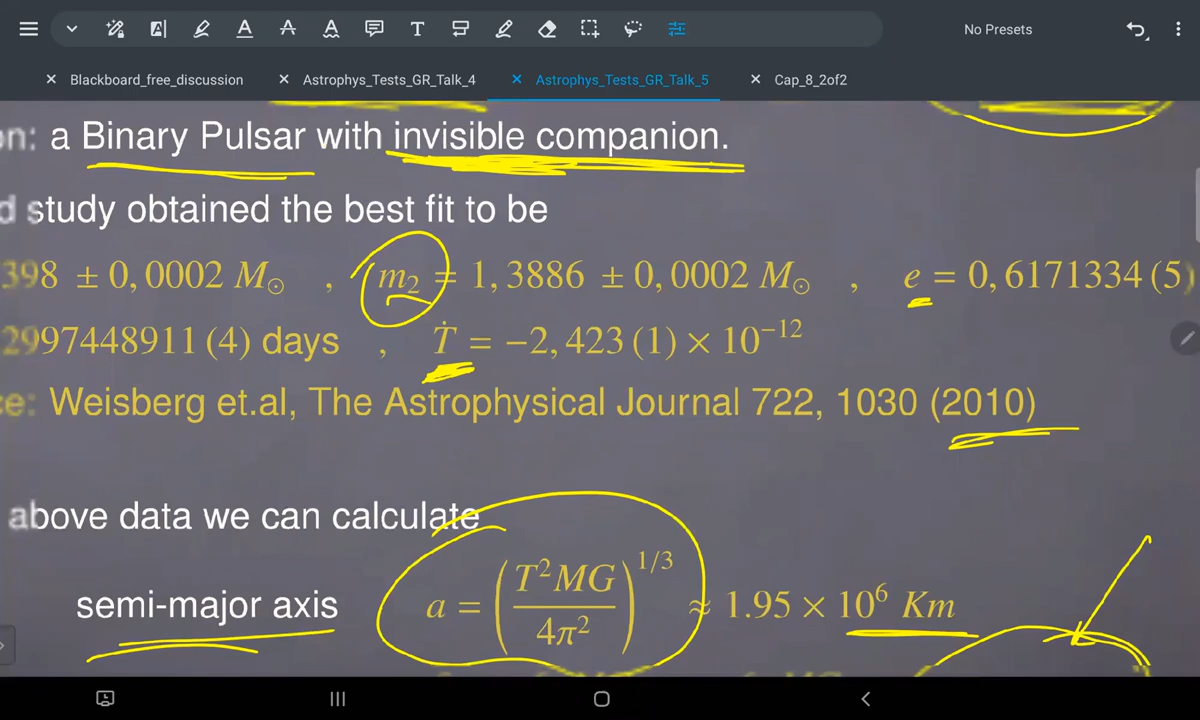 No Presets
Blackboard_free_discussion Astrophys_Tests_GR_Talk_4 Astrophys_Tests_GR_Talk_5 Cap_8_2of2
on: a Binary Pulsar with invisible companion.
d study obtained the best fit to be
398 ± 0,0002 M☉ , m₂ = 1,3886 ± 0,0002 M☉ , e = 0,6171334 (5)
2997448911 (4) days , Ṫ = −2,423 (1) × 10⁻¹²
ce: Weisberg et.al, The Astrophysical Journal 722, 1030 (2010)
above data we can calculate
semi-major axis a = (T²MG / 4π²)^1/3 ≈ 1.95 × 10⁶ Km